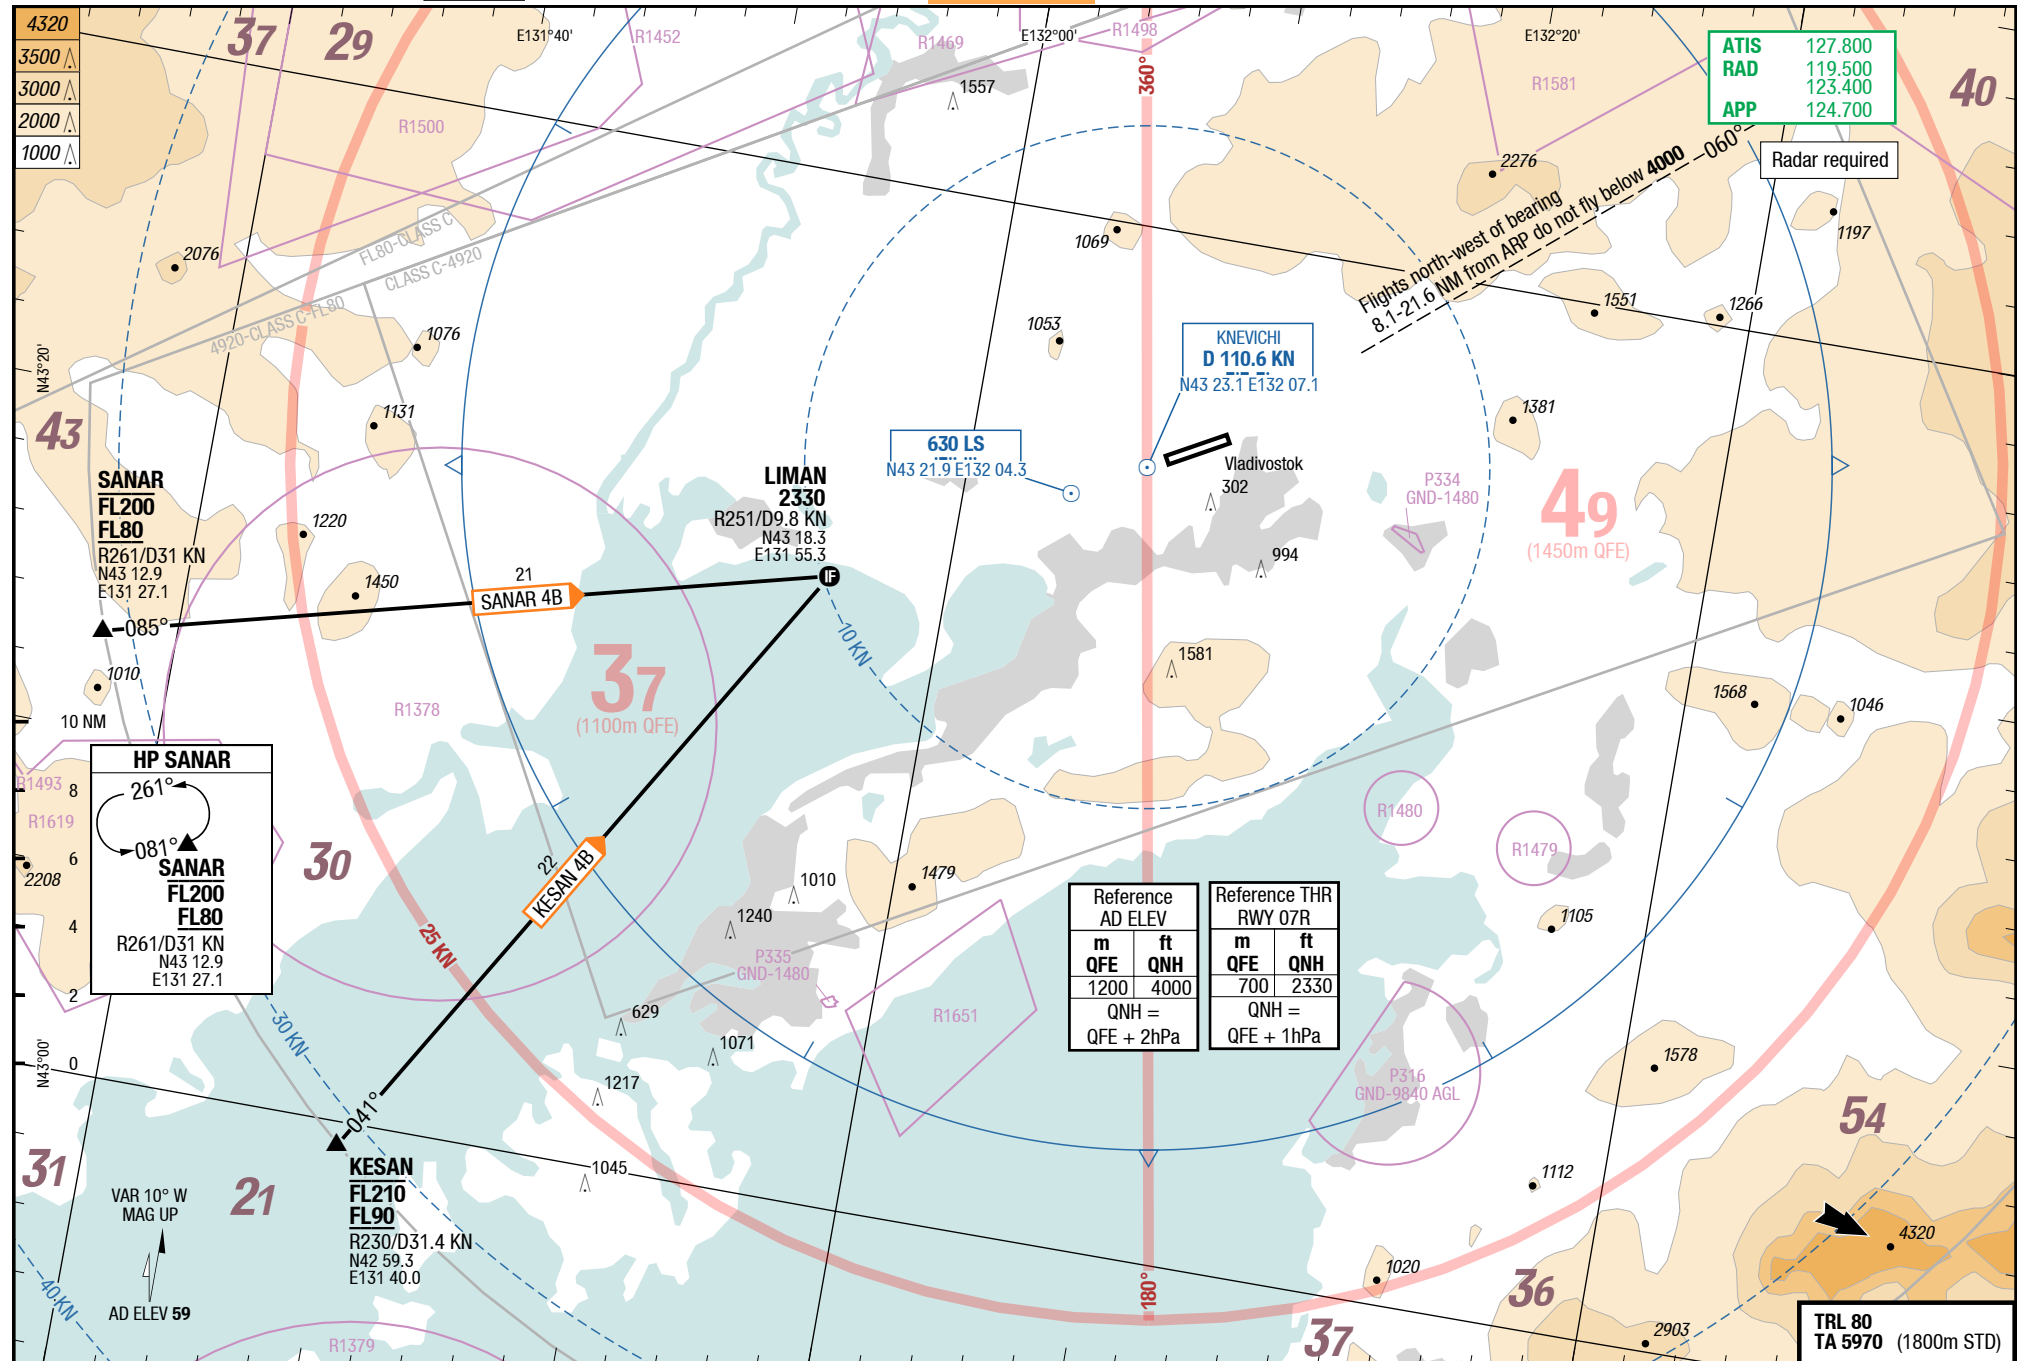 4320
3500
3000
2000
1000
37
29
E131°40'
R1452
R1469
E132°00'
R1498
360°
E132°20'
R1581
ATIS 127.800
RAD 119.500
123.400
APP 124.700
40
Radar required
R1500
1557
2276
Flights north-west of bearing
8.1-21.6 NM from ARP do not fly below 4000
060°
1197
1069
2076
FL80-CLASS C
CLASS C-4920
4920-CLASS C-FL80
1551
1266
1076
1053
N43°20'
KNEVICHI
D 110.6 KN
N43 23.1 E132 07.1
43
1131
1381
630 LS
N43 21.9 E132 04.3
Vladivostok
302
P334
GND-1480
49
(1450m QFE)
SANAR
FL200
FL80
R261/D31 KN
N43 12.9
E131 27.1
LIMAN
2330
R251/D9.8 KN
N43 18.3
E131 55.3
IF
1220
994
1450
21
SANAR 4B
085°
10 KN
1010
37
(1100m QFE)
R1378
1581
1568
1046
10 NM
8
6
4
2
0
R1493
R1619
2208
HP SANAR
261°
081°
SANAR
FL200
FL80
R261/D31 KN
N43 12.9
E131 27.1
30
22
KESAN 4B
25 KN
R1480
R1479
1479
1010
1240
P335
GND-1480
1105
Reference
AD ELEV
m ft
QFE QNH
1200 4000
QNH =
QFE + 2hPa
Reference THR
RWY 07R
m ft
QFE QNH
700 2330
QNH =
QFE + 1hPa
R1651
629
1071
1217
30 KN
N43°00'
P316
GND-9840 AGL
1578
54
041°
31
21
KESAN
FL210
FL90
R230/D31.4 KN
N42 59.3
E131 40.0
1045
1112
VAR 10° W
MAG UP
AD ELEV 59
40 KN
4320
1020
180°
36
37
2903
R1379
TRL 80
TA 5970 (1800m STD)